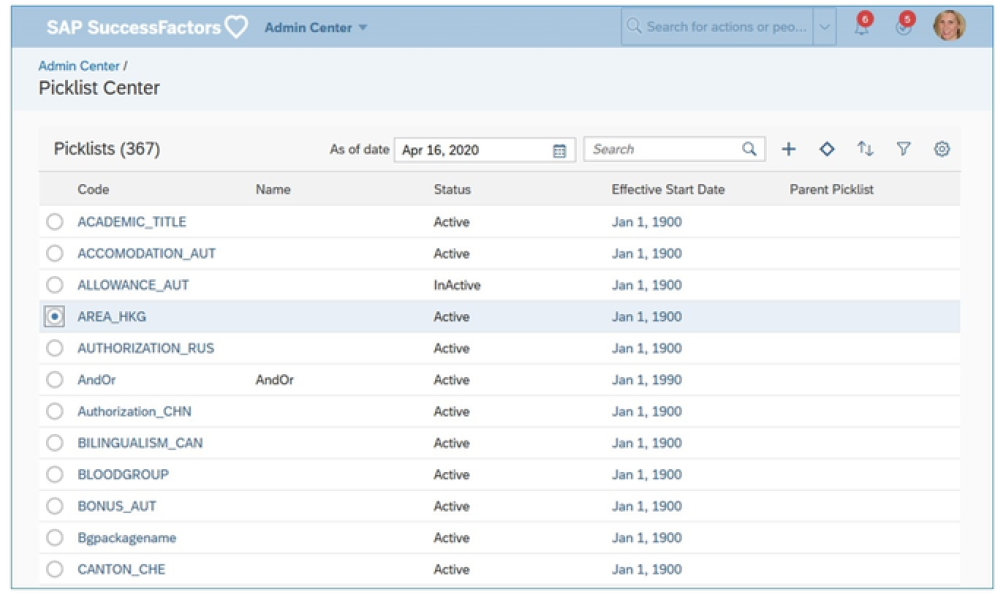 SAP SuccessFactors Admin Center Search for actions or peo... 6 5
Admin Center /
Picklist Center
Picklists (367) As of date Apr 16, 2020 Search
Code Name Status Effective Start Date Parent Picklist
ACADEMIC_TITLE Active Jan 1, 1900
ACCOMODATION_AUT Active Jan 1, 1900
ALLOWANCE_AUT InActive Jan 1, 1900
AREA_HKG Active Jan 1, 1900
AUTHORIZATION_RUS Active Jan 1, 1900
AndOr AndOr Active Jan 1, 1990
Authorization_CHN Active Jan 1, 1900
BILINGUALISM_CAN Active Jan 1, 1900
BLOODGROUP Active Jan 1, 1900
BONUS_AUT Active Jan 1, 1900
Bgpackagename Active Jan 1, 1900
CANTON_CHE Active Jan 1, 1900